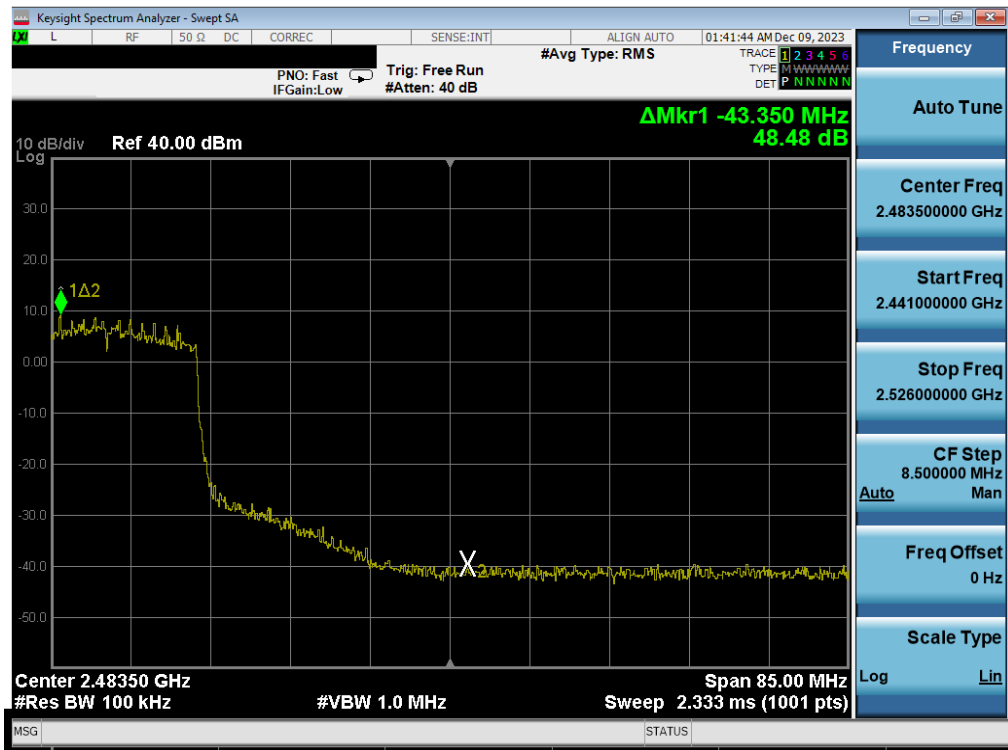 Keysight Spectrum Analyzer - Swept SA
LXI L RF 50 Ω DC CORREC SENSE:INT ALIGN AUTO 01:41:44 AM Dec 09, 2023
PNO: Fast
IFGain:Low
Trig: Free Run
#Atten: 40 dB
#Avg Type: RMS
TRACE 1 2 3 4 5 6
TYPE M WWWWW
DET P N N N N N
ΔMkr1 -43.350 MHz
48.48 dB
10 dB/div Ref 40.00 dBm
Log
30.0
20.0
1Δ2
10.0
0.00
-10.0
-20.0
-30.0
-40.0
X2
-50.0
Center 2.48350 GHz Span 85.00 MHz
#Res BW 100 kHz #VBW 1.0 MHz Sweep 2.333 ms (1001 pts)
MSG STATUS
Frequency
Auto Tune
Center Freq
2.483500000 GHz
Start Freq
2.441000000 GHz
Stop Freq
2.526000000 GHz
CF Step
8.500000 MHz
Auto Man
Freq Offset
0 Hz
Scale Type
Log Lin